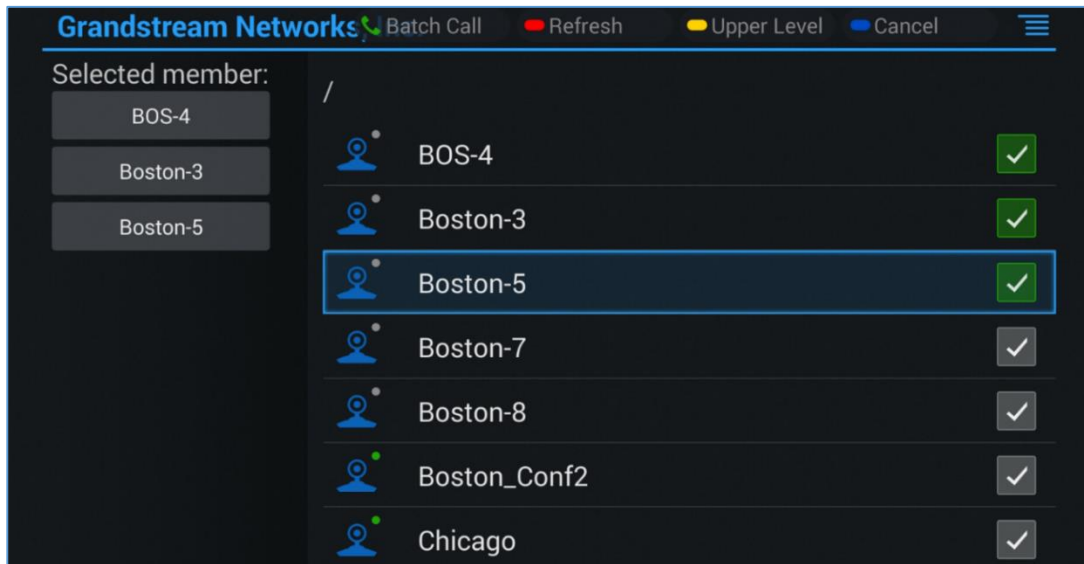 Grandstream Networks
Batch Call
Refresh
Upper Level
Cancel
Selected member:
BOS-4
Boston-3
Boston-5
/
BOS-4
Boston-3
Boston-5
Boston-7
Boston-8
Boston_Conf2
Chicago